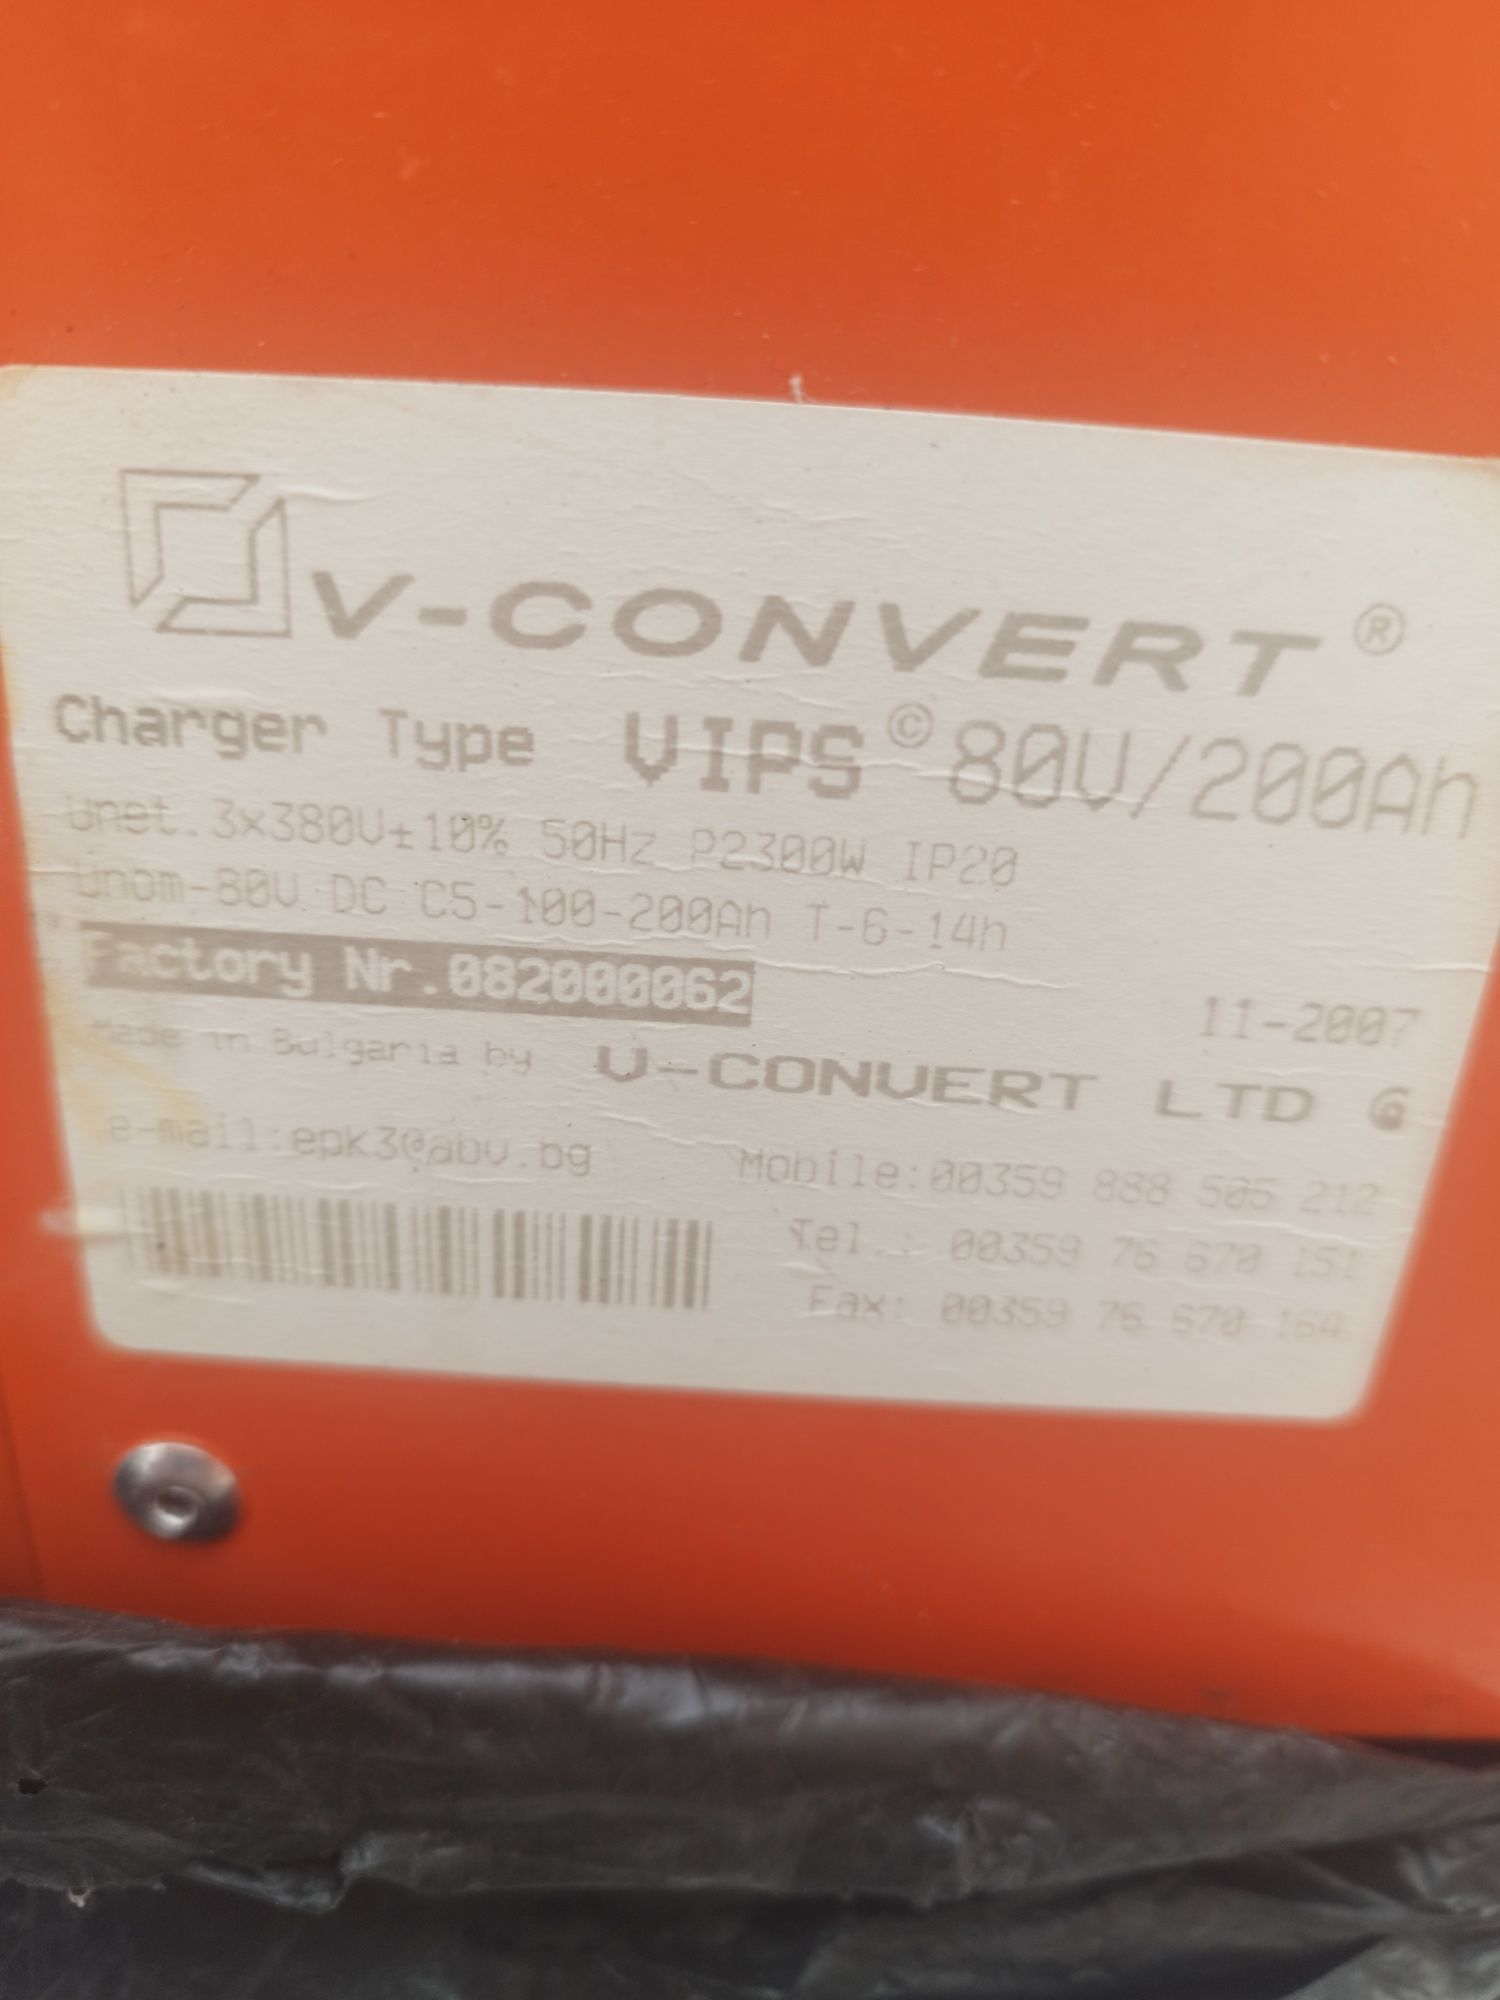 V-CONVERT ®
Charger Type VIPS © 80V/200Ah
Unet. 3x380V±10% 50Hz P2300W IP20
Unom-80V DC C5-100-200Ah T-6-14h
Factory Nr.082000062
11-2007
Made in Bulgaria by V-CONVERT LTD G
e-mail:epk3@abv.bg
Mobile:00359 888 505 212
Tel.: 00359 76 670 151
Fax: 00359 76 670 164